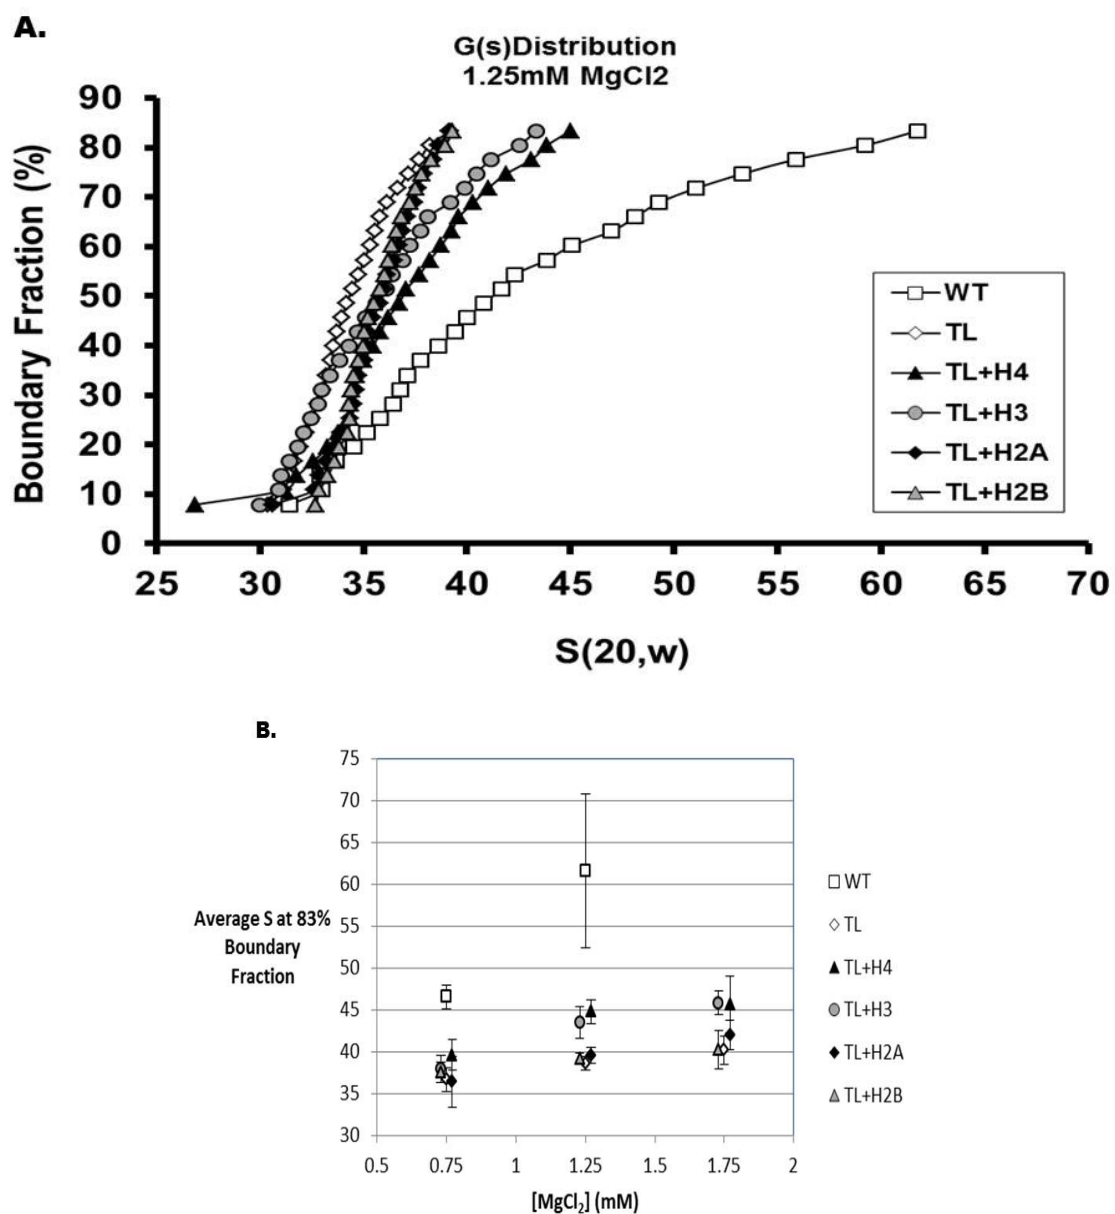 A.
G(s)Distribution
1.25mM MgCl2
90
80
70
60
50
40
30
20
10
0
Boundary Fraction (%)
25 30 35 40 45 50 55 60 65 70
S(20,w)
WT
TL
TL+H4
TL+H3
TL+H2A
TL+H2B
B.
75
70
65
60
55
50
45
40
35
30
Average S at 83%
Boundary
Fraction
0.5 0.75 1 1.25 1.5 1.75 2
[MgCl₂] (mM)
WT
TL
TL+H4
TL+H3
TL+H2A
TL+H2B